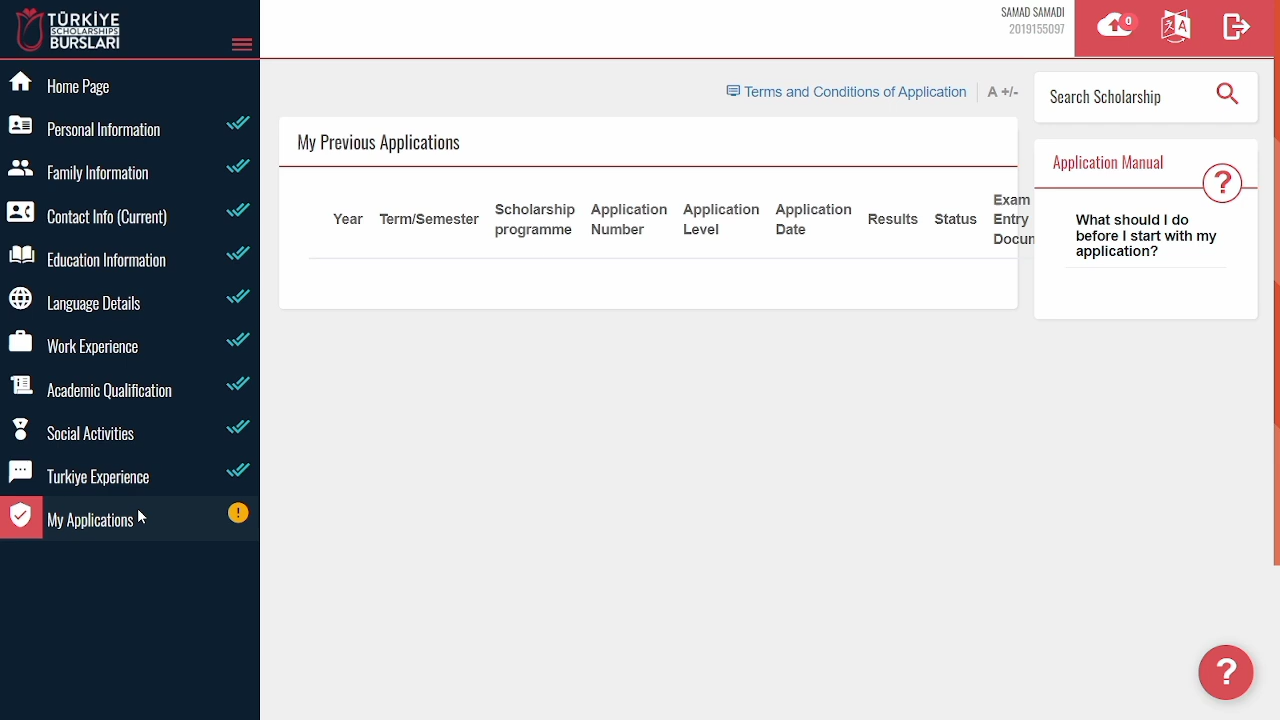 TÜRKİYE
SCHOLARSHIPS
BURSLARI
SAMAD SAMADI
2019155097
0
Home Page
Personal Information
Family Information
Contact Info (Current)
Education Information
Language Details
Work Experience
Academic Qualification
Social Activities
Turkiye Experience
My Applications
!
Terms and Conditions of Application
A +/-
My Previous Applications
Year
Term/Semester
Scholarship
programme
Application
Number
Application
Level
Application
Date
Results
Status
Exam
Entry
Docun
Search Scholarship
Application Manual
?
What should I do
before I start with my
application?
?